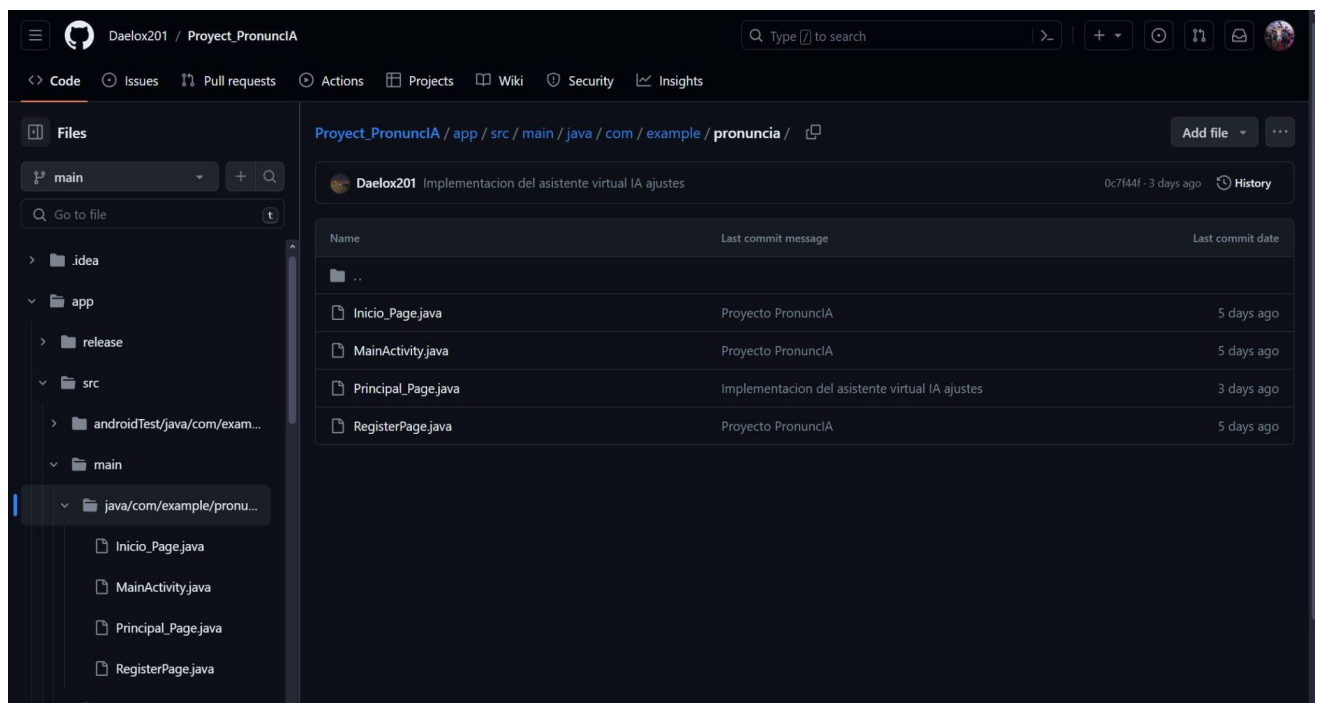 Daelox201 / Proyect_PronuncIA
Type / to search
Code Issues Pull requests Actions Projects Wiki Security Insights
Files
main
Go to file t
.idea
app
release
src
androidTest/java/com/exam...
main
java/com/example/pronu...
Inicio_Page.java
MainActivity.java
Principal_Page.java
RegisterPage.java
Proyect_PronuncIA / app / src / main / java / com / example / pronuncia /
Add file
Daelox201 Implementacion del asistente virtual IA ajustes 0c7f44f · 3 days ago History
Name Last commit message Last commit date
..
Inicio_Page.java Proyecto PronuncIA 5 days ago
MainActivity.java Proyecto PronuncIA 5 days ago
Principal_Page.java Implementacion del asistente virtual IA ajustes 3 days ago
RegisterPage.java Proyecto PronuncIA 5 days ago